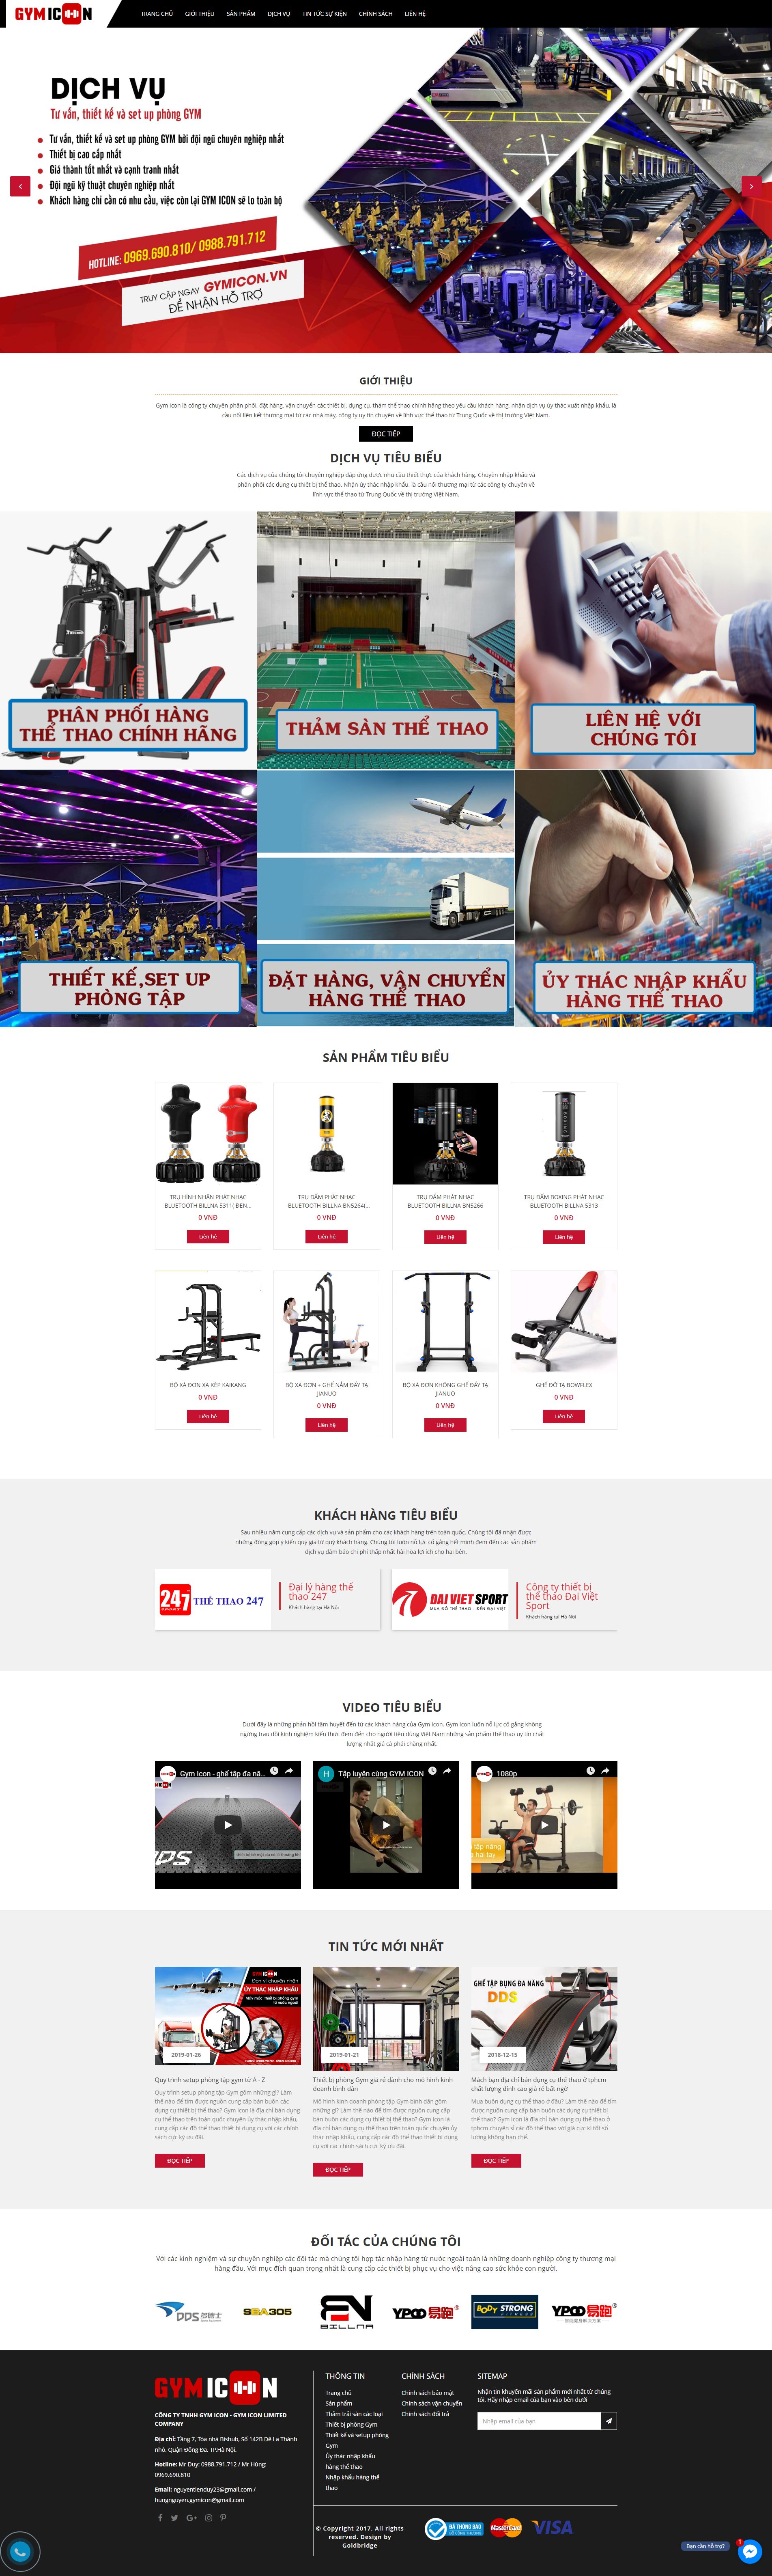 GYM ICON
TRANG CHỦ
GIỚI THIỆU
SẢN PHẨM
DỊCH VỤ
TIN TỨC SỰ KIỆN
CHÍNH SÁCH
LIÊN HỆ
DỊCH VỤ
Tư vấn, thiết kế và set up phòng GYM
Tư vấn, thiết kế và set up phòng GYM bởi đội ngũ chuyên nghiệp nhất
Thiết bị cao cấp nhất
Giá thành tốt nhất và cạnh tranh nhất
Đội ngũ kỹ thuật chuyên nghiệp nhất
Khách hàng chỉ cần có nhu cầu, việc còn lại GYM ICON sẽ lo toàn bộ
HOTLINE: 0969.690.810/ 0988.791.712
TRUY CẬP NGAY GYMICON.VN
ĐỂ NHẬN HỖ TRỢ
GIỚI THIỆU
Gym Icon là công ty chuyên phân phối, đặt hàng, vận chuyển các thiết bị, dụng cụ, thảm thể thao chính hãng theo yêu cầu khách hàng, nhận dịch vụ ủy thác xuất nhập khẩu, là
cầu nối liên kết thương mại từ các nhà máy, công ty uy tín chuyên về lĩnh vực thể thao từ Trung Quốc về thị trường Việt Nam.
ĐỌC TIẾP
DỊCH VỤ TIÊU BIỂU
Các dịch vụ của chúng tôi chuyên nghiệp đáp ứng được nhu cầu thiết thực của khách hàng. Chuyên nhập khẩu và
phân phối các dụng cụ thiết bị thể thao. Nhận ủy thác nhập khẩu, là cầu nối thương mại từ các công ty chuyên về
lĩnh vực thể thao từ Trung Quốc về thị trường Việt Nam.
PHÂN PHỐI HÀNG
THỂ THAO CHÍNH HÃNG
THẢM SÀN THỂ THAO
LIÊN HỆ VỚI
CHÚNG TÔI
THIẾT KẾ,SET UP
PHÒNG TẬP
ĐẶT HÀNG, VẬN CHUYỂN
HÀNG THỂ THAO
ỦY THÁC NHẬP KHẨU
HÀNG THỂ THAO
SẢN PHẨM TIÊU BIỂU
TRỤ HÌNH NHÂN PHÁT NHẠC
BLUETOOTH BILLNA 5311( ĐEN...
0 VNĐ
Liên hệ
TRỤ ĐẤM PHÁT NHẠC
BLUETOOTH BILLNA BN5264(...
0 VNĐ
Liên hệ
TRỤ ĐẤM PHÁT NHẠC
BLUETOOTH BILLNA BN5266
0 VNĐ
Liên hệ
TRỤ ĐẤM BOXING PHÁT NHẠC
BLUETOOTH BILLNA 5313
0 VNĐ
Liên hệ
BỘ XÀ ĐƠN XÀ KÉP KAIKANG
0 VNĐ
Liên hệ
BỘ XÀ ĐƠN + GHẾ NẰM ĐẨY TẠ
JIANUO
0 VNĐ
Liên hệ
BỘ XÀ ĐƠN KHÔNG GHẾ ĐẨY TẠ
JIANUO
0 VNĐ
Liên hệ
GHẾ ĐỠ TẠ BOWFLEX
0 VNĐ
Liên hệ
KHÁCH HÀNG TIÊU BIỂU
Sau nhiều năm cung cấp các dịch vụ và sản phẩm cho các khách hàng trên toàn quốc. Chúng tôi đã nhận được
những đóng góp ý kiến quý giá từ quý khách hàng. Chúng tôi luôn nỗ lực cố gắng hết mình đem đến các sản phẩm
dịch vụ đảm bảo chi phí thấp nhất hài hòa lợi ích cho hai bên.
247
THỂ THAO 247
Đại lý hàng thể
thao 247
Khách hàng tại Hà Nội
DAI VIET SPORT
MUA ĐỒ THỂ THAO - ĐẾN ĐẠI VIỆT
Công ty thiết bị
thể thao Đại Việt
Sport
Khách hàng tại Hà Nội
VIDEO TIÊU BIỂU
Dưới đây là những phản hồi tâm huyết đến từ các khách hàng của Gym Icon. Gym Icon luôn nỗ lực cố gắng không
ngừng trau dồi kinh nghiệm kiến thức đem đến cho người tiêu dùng Việt Nam những sản phẩm thể thao uy tín chất
lượng nhất giá cả phải chăng nhất.
Gym Icon - ghế tập đa nă...
H
Tập luyện cùng GYM ICON
1080p
TIN TỨC MỚI NHẤT
GYM ICON
Đơn vị chuyên nhận
ỦY THÁC NHẬP KHẨU
2019-01-26
Quy trình setup phòng tập gym từ A - Z
Quy trình setup phòng tập Gym gồm những gì? Làm
thế nào để tìm được nguồn cung cấp bán buôn các
dụng cụ thiết bị thể thao? Gym Icon là địa chỉ bán dụng
cụ thể thao trên toàn quốc chuyên ủy thác nhập khẩu,
cung cấp các đồ thể thao thiết bị dụng cụ với các chính
sách cực kỳ ưu đãi.
ĐỌC TIẾP
2019-01-21
Thiết bị phòng Gym giá rẻ dành cho mô hình kinh
doanh bình dân
Mô hình kinh doanh phòng tập Gym bình dân gồm
những gì? Làm thế nào để tìm được nguồn cung cấp
bán buôn các dụng cụ thiết bị thể thao? Gym Icon là
địa chỉ bán dụng cụ thể thao trên toàn quốc chuyên ủy
thác nhập khẩu, cung cấp các đồ thể thao thiết bị dụng
cụ với các chính sách cực kỳ ưu đãi.
ĐỌC TIẾP
GHẾ TẬP BỤNG ĐA NĂNG
DDS
2018-12-15
Mách bạn địa chỉ bán dụng cụ thể thao ở tphcm
chất lượng đỉnh cao giá rẻ bất ngờ
Mua buôn dụng cụ thể thao ở đâu? Làm thế nào để tìm
được nguồn cung cấp bán buôn các dụng cụ thiết bị
thể thao? Gym icon là địa chỉ bán dụng cụ thể thao ở
tphcm chuyên sỉ các đồ thể thao với giá cực kì tốt số
lượng không hạn chế.
ĐỌC TIẾP
ĐỐI TÁC CỦA CHÚNG TÔI
Với các kinh nghiệm và sự chuyên nghiệp các đối tác mà chúng tôi hợp tác nhập hàng từ nước ngoài toàn là những doanh nghiệp công ty thương mại
hàng đầu. Với mục đích quan trọng nhất là cung cấp các thiết bị phục vụ cho việc nâng cao sức khỏe con người.
DDS 多德士
SBA305
BILLNA
YPOO 易跑
BODY STRONG
FITNESS
YPOO 易跑
GYM ICON
CÔNG TY TNHH GYM ICON - GYM ICON LIMITED
COMPANY
Địa chỉ: Tầng 7, Tòa nhà Bishub, Số 142B Đê La Thành
nhỏ, Quận Đống Đa, TP.Hà Nội.
Hotline: Mr Duy: 0988.791.712 / Mr Hùng:
0969.690.810
Email: nguyentienduy23@gmail.com /
hungnguyen.gymicon@gmail.com
THÔNG TIN
Trang chủ
Sản phẩm
Thảm trải sàn các loại
Thiết bị phòng Gym
Thiết kế và setup phòng
Gym
Ủy thác nhập khẩu
hàng thể thao
Nhập khẩu hàng thể
thao
CHÍNH SÁCH
Chính sách bảo mật
Chính sách vận chuyển
Chính sách đổi trả
SITEMAP
Nhận tin khuyến mãi sản phẩm mới nhất từ chúng
tôi. Hãy nhập email của bạn vào bên dưới
Nhập email của bạn
© Copyright 2017. All rights
reserved. Design by
Goldbridge
ĐÃ THÔNG BÁO
BỘ CÔNG THƯƠNG
MasterCard
VISA
Bạn cần hỗ trợ?
1